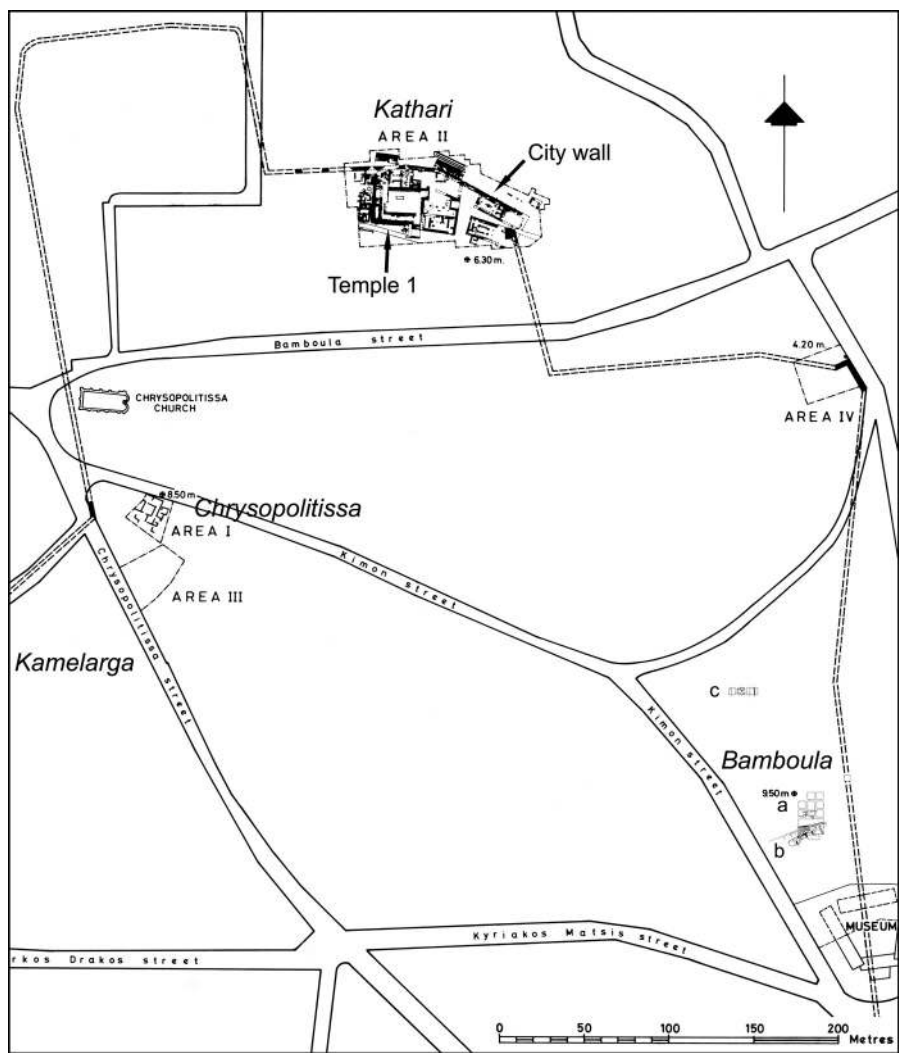 Kathari
AREA II
City wall
6.30 m.
Temple 1
Bamboula street
4.20 m.
CHRYSOPOLITISSA
CHURCH
AREA IV
8.50 m.
Chrysopolitissa
AREA I
Chrysopolitissa street
Kimon street
AREA III
Kamelarga
c
Kimon street
Bamboula
9.50 m
a
b
MUSEUM
Kyriakos Matsis street
rkos Drakos street
0 50 100 150 200
Metres